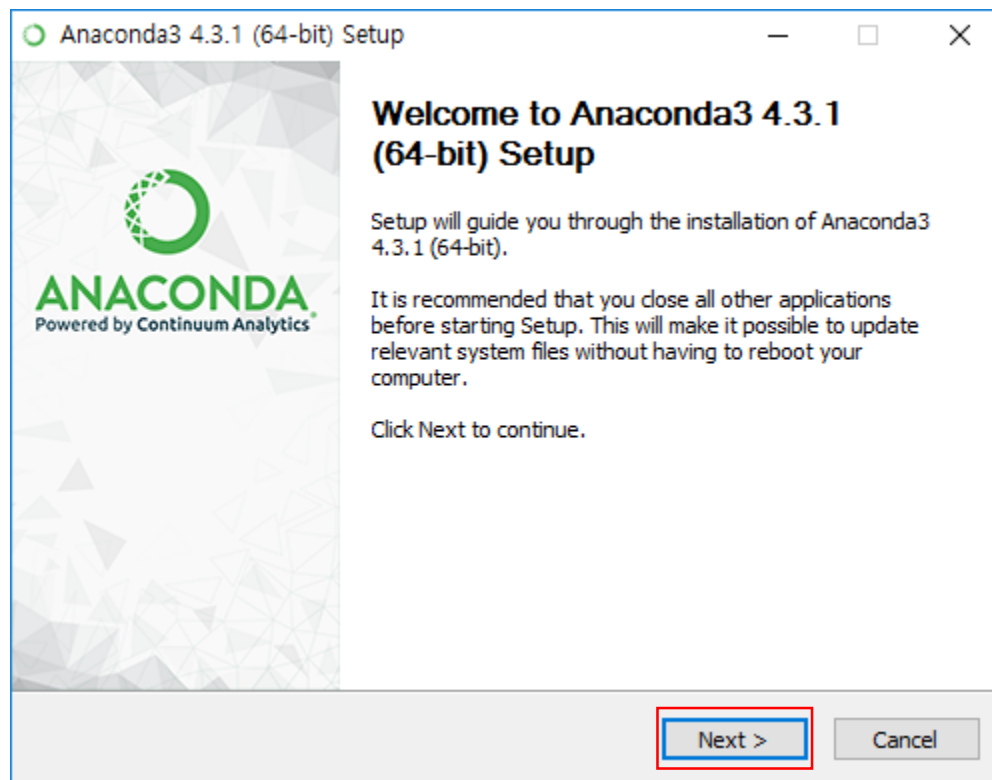 Anaconda3 4.3.1 (64-bit) Setup
Welcome to Anaconda3 4.3.1
(64-bit) Setup
Setup will guide you through the installation of Anaconda3
4.3.1 (64-bit).
It is recommended that you close all other applications
before starting Setup. This will make it possible to update
relevant system files without having to reboot your
computer.
Click Next to continue.
ANACONDA
Powered by Continuum Analytics®
Next >
Cancel